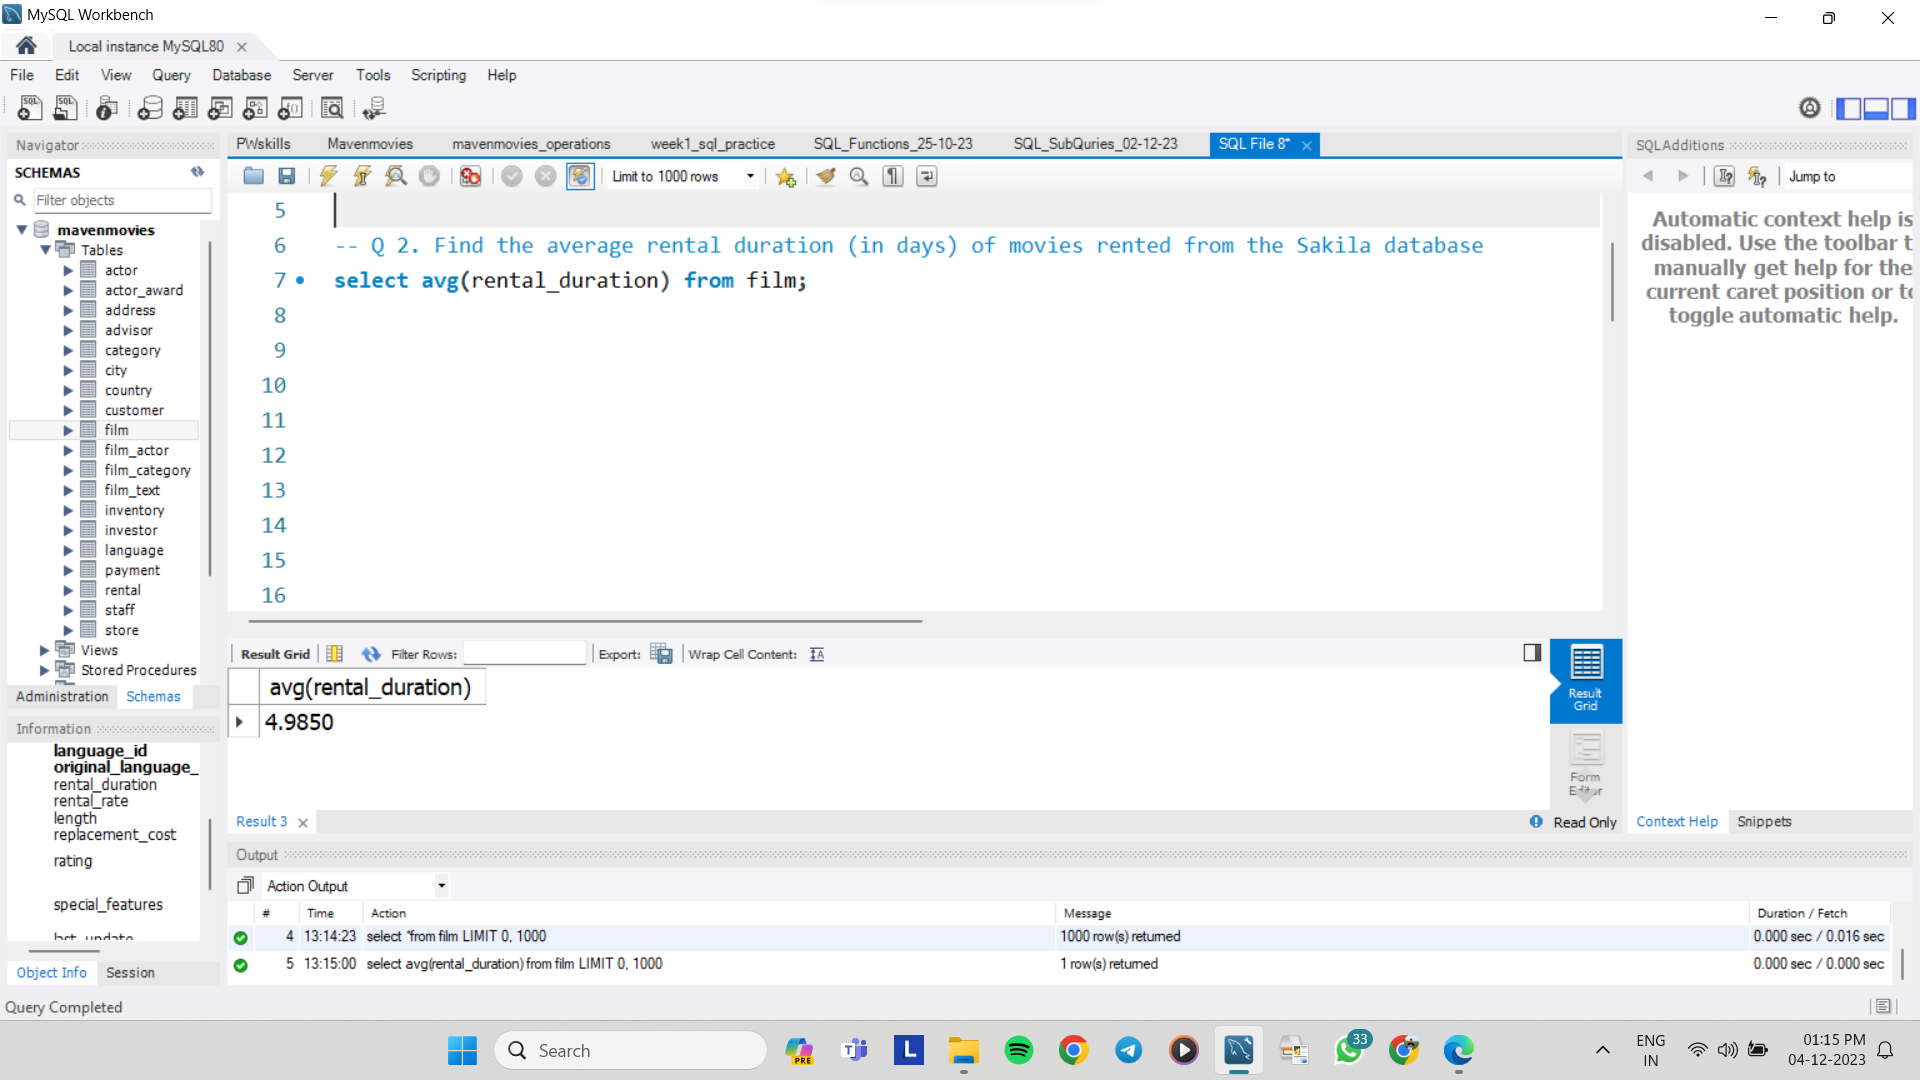 MySQL Workbench
Local instance MySQL80
File Edit View Query Database Server Tools Scripting Help
Navigator
SCHEMAS
Filter objects
mavenmovies
Tables
actor
actor_award
address
advisor
category
city
country
customer
film
film_actor
film_category
film_text
inventory
investor
language
payment
rental
staff
store
Views
Stored Procedures
Administration Schemas
Information
language_id
original_language_
rental_duration
rental_rate
length
replacement_cost
rating
special_features
last_update
Object Info Session
PWskills Mavenmovies mavenmovies_operations week1_sql_practice SQL_Functions_25-10-23 SQL_SubQuries_02-12-23 SQL File 8*
Limit to 1000 rows
5
6 -- Q 2. Find the average rental duration (in days) of movies rented from the Sakila database
7 select avg(rental_duration) from film;
8
9
10
11
12
13
14
15
16
Result Grid Filter Rows: Export: Wrap Cell Content:
avg(rental_duration)
4.9850
Result Grid
Form Editor
Result 3
Read Only
SQLAdditions
Jump to
Automatic context help is
disabled. Use the toolbar t
manually get help for the
current caret position or to
toggle automatic help.
Context Help Snippets
Output
Action Output
# Time Action Message Duration / Fetch
4 13:14:23 select *from film LIMIT 0, 1000 1000 row(s) returned 0.000 sec / 0.016 sec
5 13:15:00 select avg(rental_duration) from film LIMIT 0, 1000 1 row(s) returned 0.000 sec / 0.000 sec
Query Completed
Search
PRE
L
33
ENG
IN
01:15 PM
04-12-2023